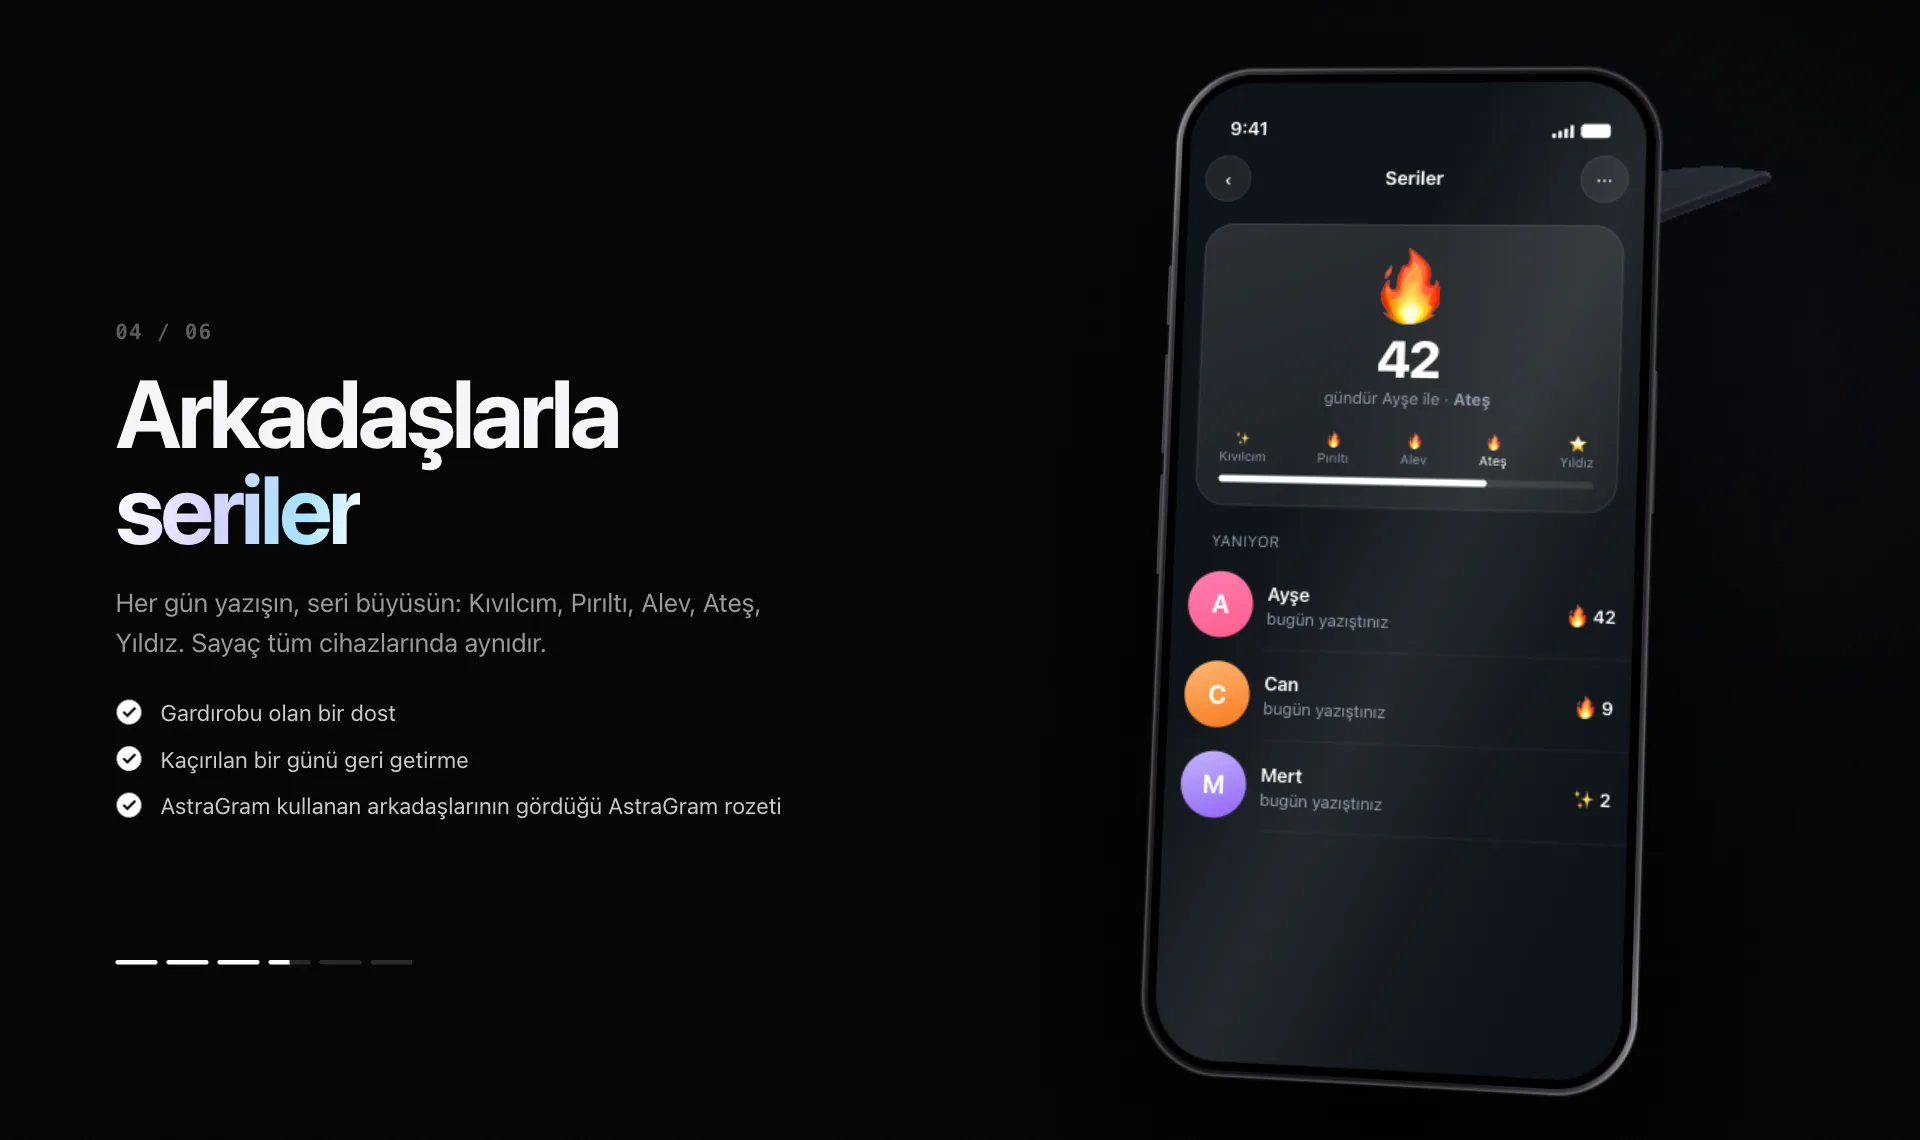 04 / 06
Arkadaşlarla
seriler
Her gün yazışın, seri büyüsün: Kıvılcım, Pırıltı, Alev, Ateş,
Yıldız. Sayaç tüm cihazlarında aynıdır.
Gardırobu olan bir dost
Kaçırılan bir günü geri getirme
AstraGram kullanan arkadaşlarının gördüğü AstraGram rozeti
9:41
Seriler
42
gündür Ayşe ile · Ateş
Kıvılcım Pırıltı Alev Ateş Yıldız
YANIYOR
A Ayşe
bugün yazıştınız
🔥 42
C Can
bugün yazıştınız
🔥 9
M Mert
bugün yazıştınız
✨ 2